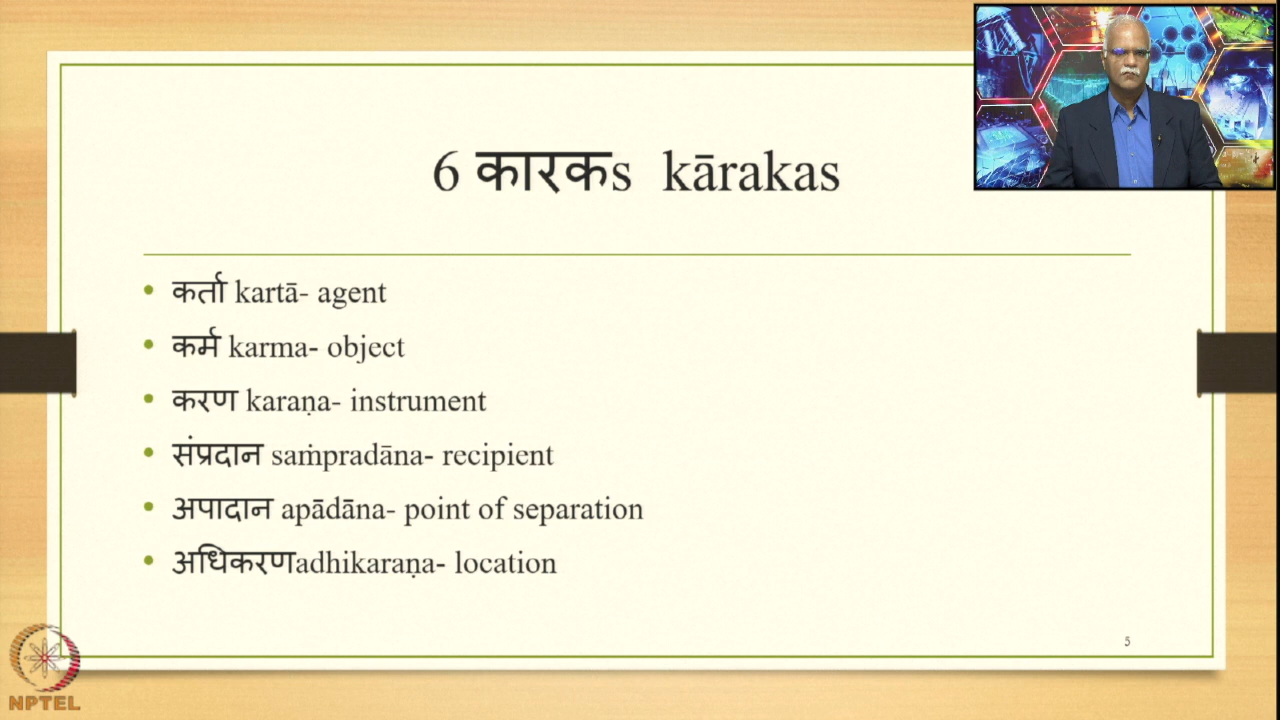 6 कारकs kārakas
• कर्ता kartā- agent
• कर्म karma- object
• करण karaṇa- instrument
• संप्रदान saṁpradāna- recipient
• अपादान apādāna- point of separation
• अधिकरणadhikaraṇa- location
5
NPTEL